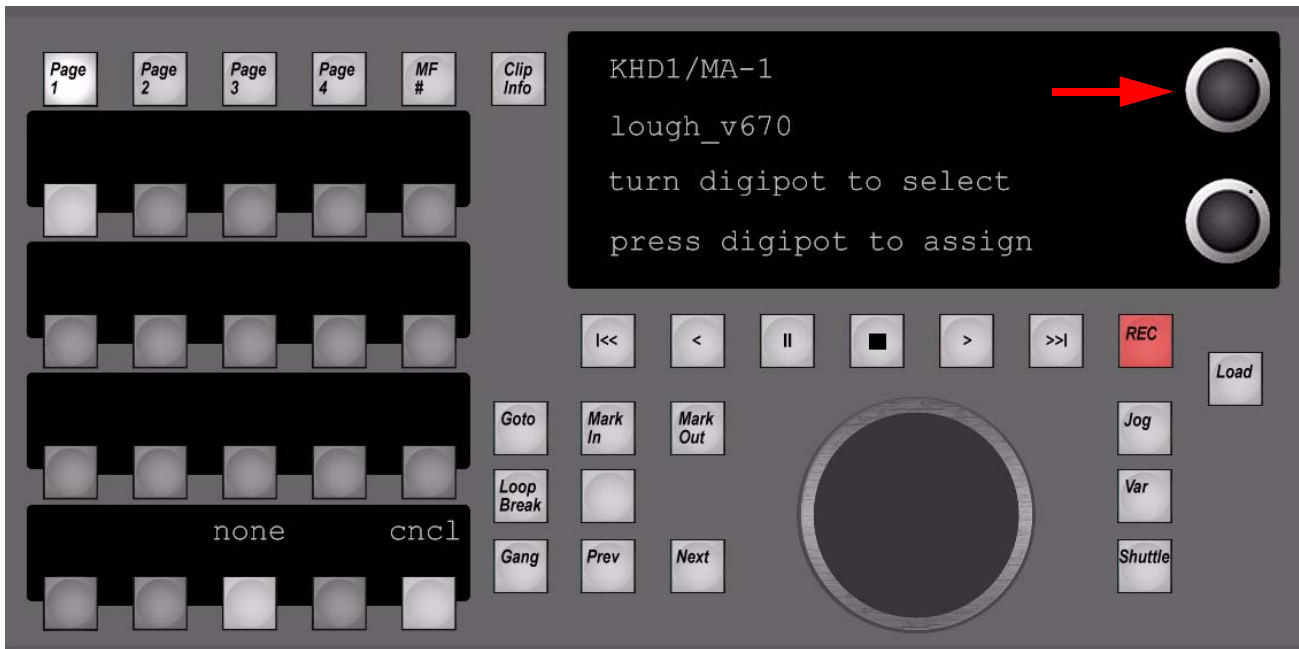 Page
1
Page
2
Page
3
Page
4
MF
#
Clip
Info
KHD1/MA-1
lough_v670
turn digipot to select
press digipot to assign
I<<
<
II
>
>>I
REC
Load
Goto
Mark
In
Mark
Out
Jog
Loop
Break
Var
none
cncl
Gang
Prev
Next
Shuttle